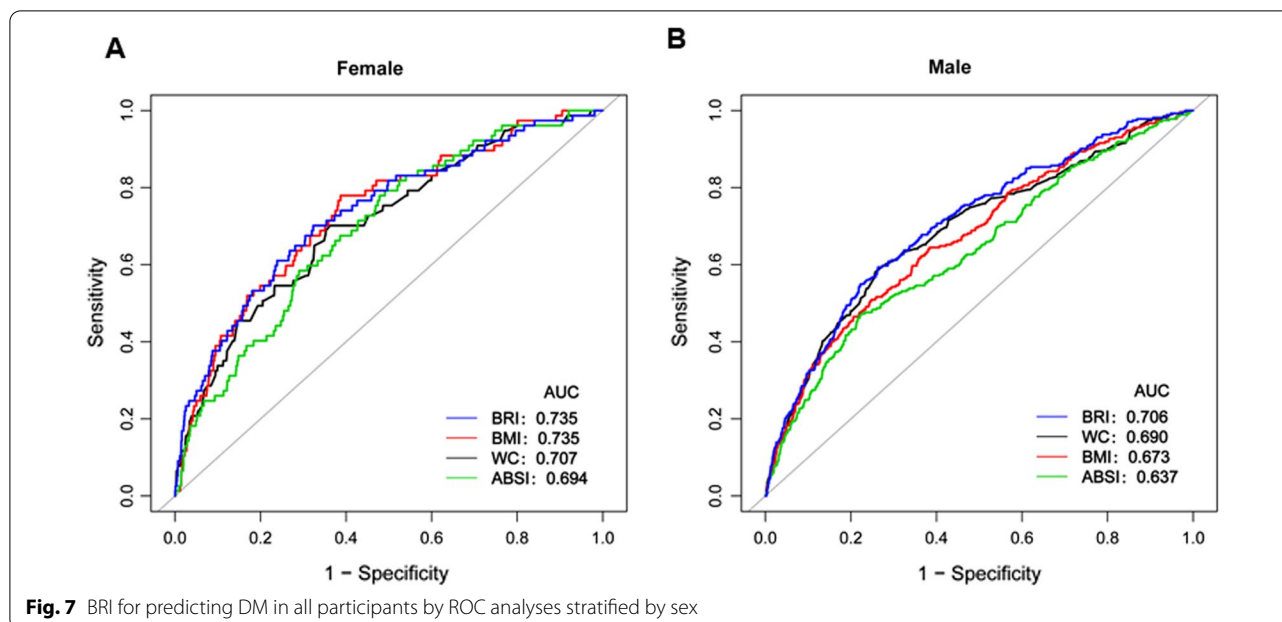 A
Female
Sensitivity
1.0
0.8
0.6
0.4
0.2
0.0
AUC
BRI: 0.735
BMI: 0.735
WC: 0.707
ABSI: 0.694
0.0 0.2 0.4 0.6 0.8 1.0
1 − Specificity
B
Male
Sensitivity
1.0
0.8
0.6
0.4
0.2
0.0
AUC
BRI: 0.706
WC: 0.690
BMI: 0.673
ABSI: 0.637
0.0 0.2 0.4 0.6 0.8 1.0
1 − Specificity
Fig. 7 BRI for predicting DM in all participants by ROC analyses stratified by sex